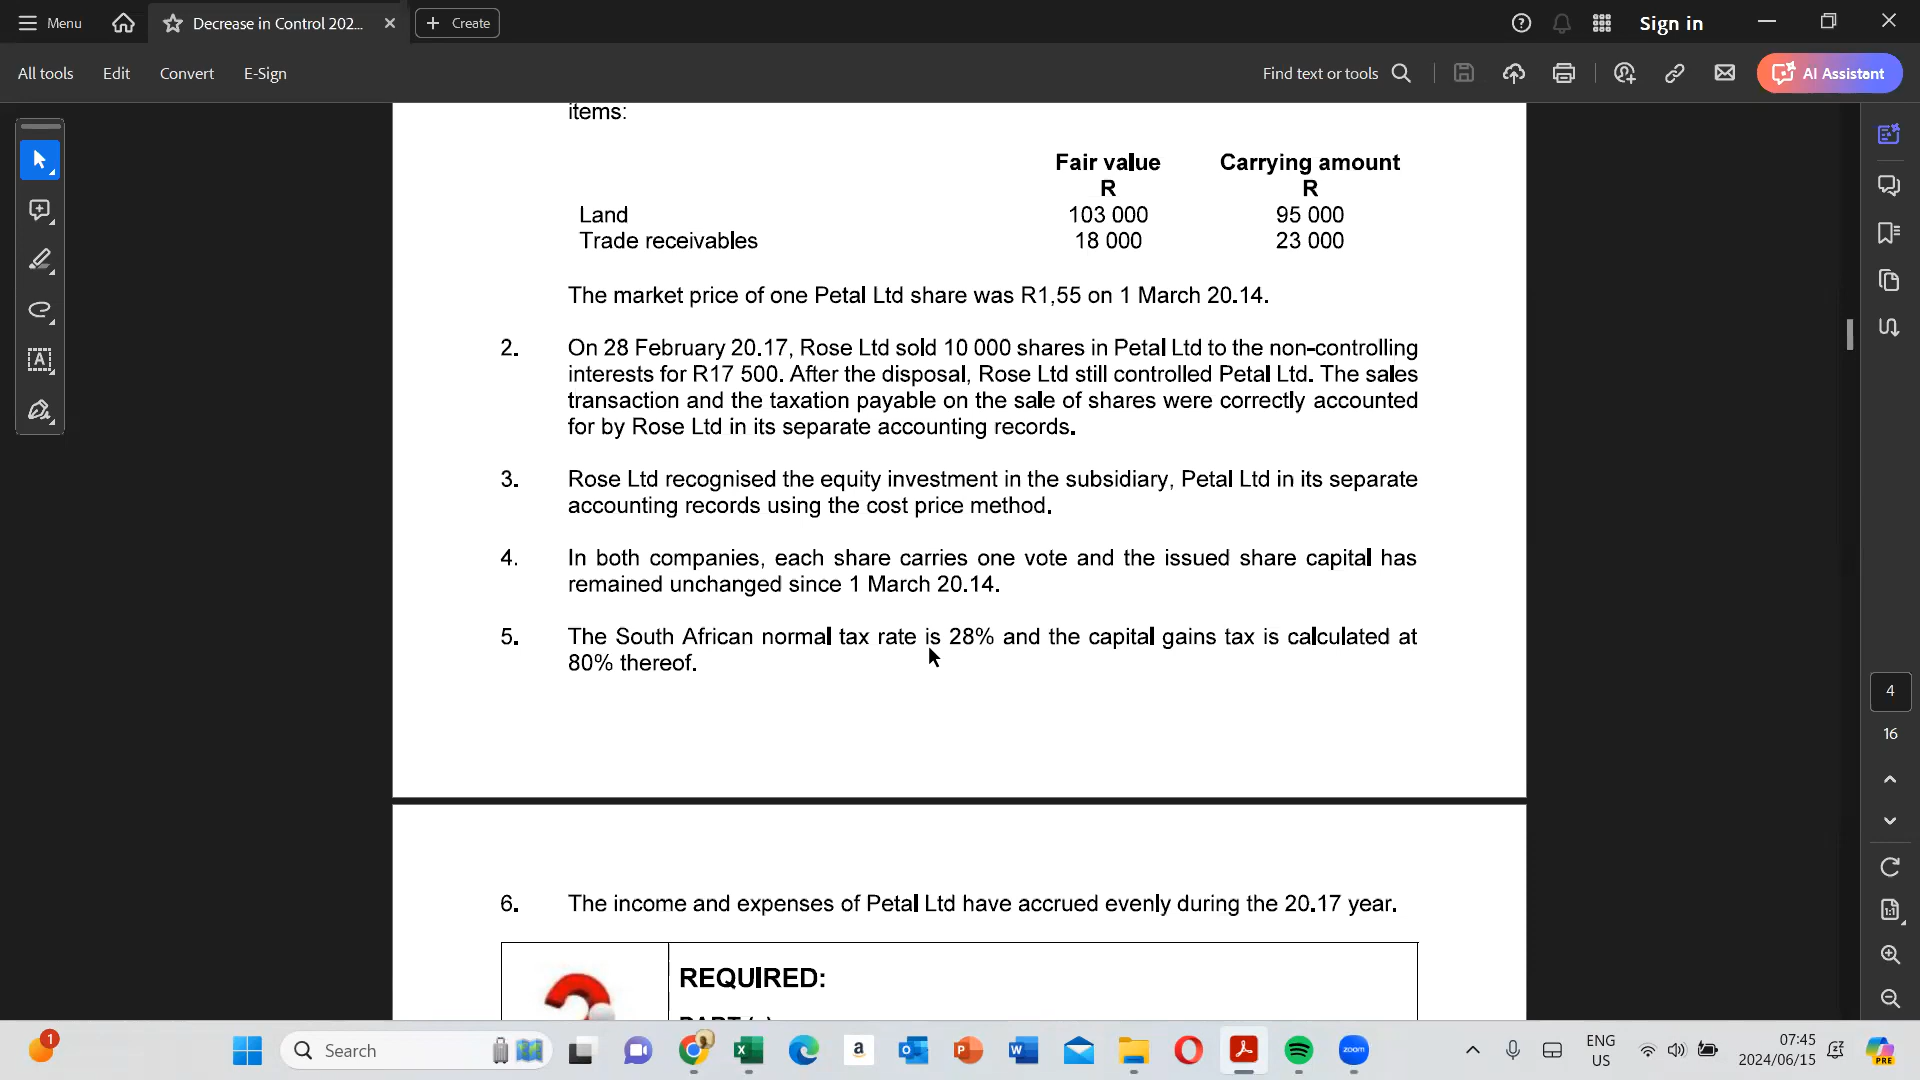 Menu
Decrease in Control 202...
Create
Sign in
All tools
Edit
Convert
E-Sign
Find text or tools
AI Assistant
items:
Fair value Carrying amount
R R
Land 103 000 95 000
Trade receivables 18 000 23 000
The market price of one Petal Ltd share was R1,55 on 1 March 20.14.
2. On 28 February 20.17, Rose Ltd sold 10 000 shares in Petal Ltd to the non-controlling
interests for R17 500. After the disposal, Rose Ltd still controlled Petal Ltd. The sales
transaction and the taxation payable on the sale of shares were correctly accounted
for by Rose Ltd in its separate accounting records.
3. Rose Ltd recognised the equity investment in the subsidiary, Petal Ltd in its separate
accounting records using the cost price method.
4. In both companies, each share carries one vote and the issued share capital has
remained unchanged since 1 March 20.14.
5. The South African normal tax rate is 28% and the capital gains tax is calculated at
80% thereof.
4
16
6. The income and expenses of Petal Ltd have accrued evenly during the 20.17 year.
REQUIRED:
1
Search
zoom
ENG
US
07:45
2024/06/15
PRE